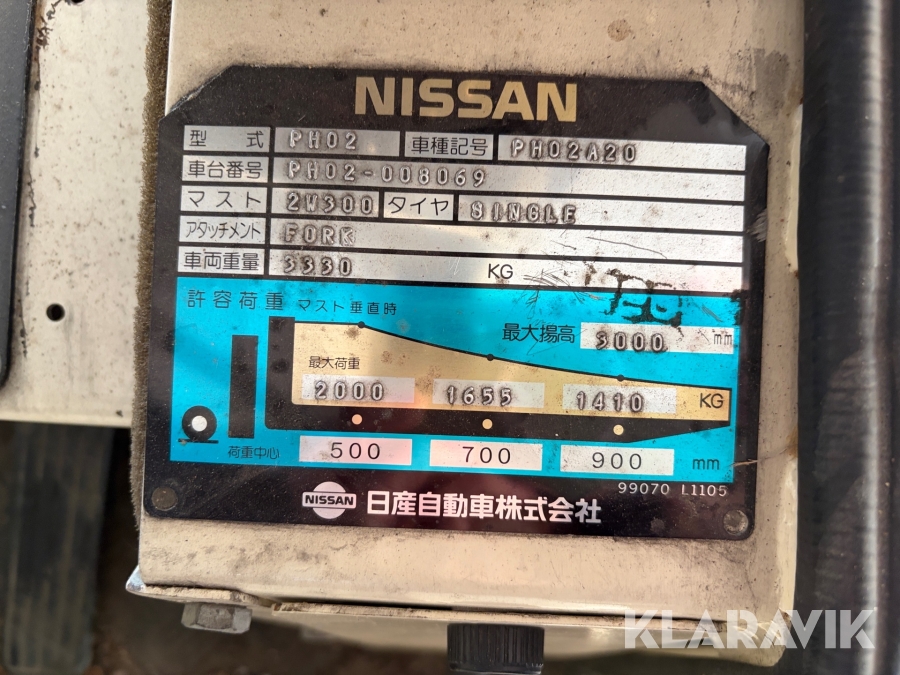 NISSAN
型式 PH02 車種記号 PH02A20
車台番号 PH02-008069
マスト 2W300 タイヤ SINGLE
アタッチメント FORK
車両重量 3330 KG
許容荷重 マスト垂直時
最大揚高 3000 mm
最大荷重
2000 1655 1410 KG
荷重中心 500 700 900 mm
99070 L1105
NISSAN 日産自動車株式会社
KLARAVIK